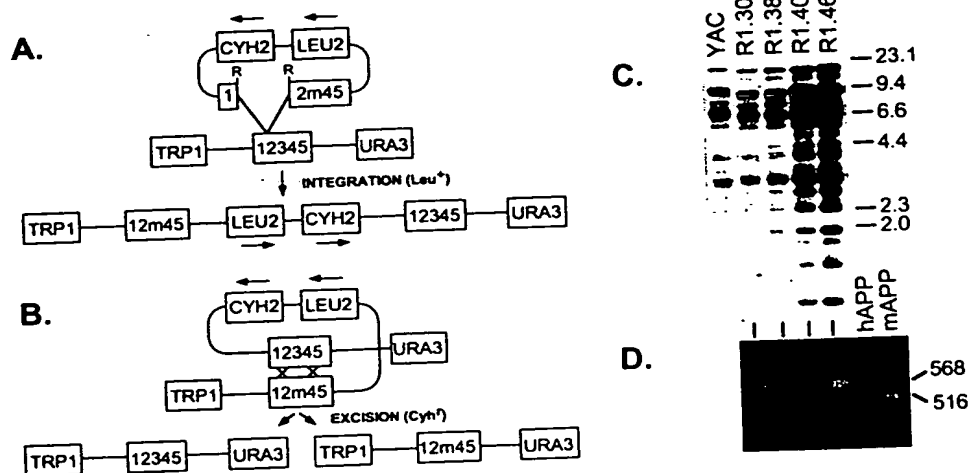 A.
CYH2 LEU2
R R
1 2m45
TRP1 12345 URA3
INTEGRATION (Leu⁺)
TRP1 12m45 LEU2 CYH2 12345 URA3
B.
CYH2 LEU2
12345 URA3
TRP1 12m45
EXCISION (Cyhʳ)
TRP1 12345 URA3 TRP1 12m45 URA3
C.
YAC R1.30 R1.38 R1.40 R1.46
23.1
9.4
6.6
4.4
2.3
2.0
D.
hAPP mAPP
568
516